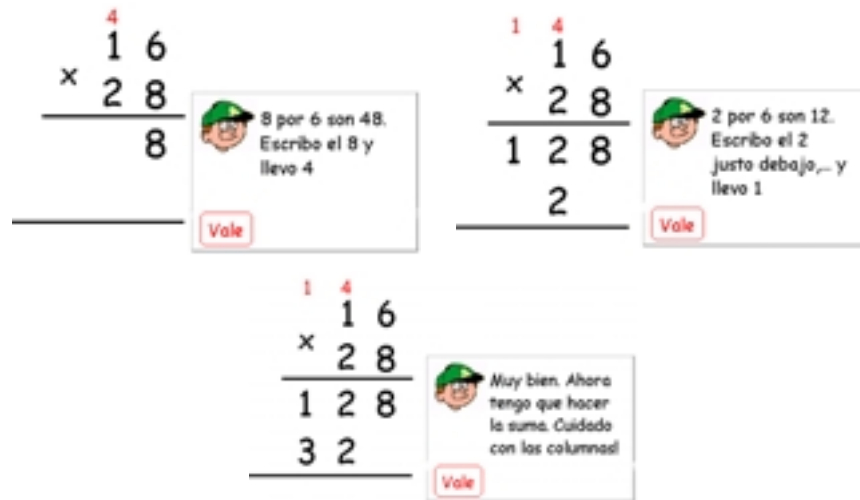 4
1 6
x 2 8
8
8 por 6 son 48.
Escribo el 8 y
llevo 4
Vale
1 4
1 6
x 2 8
1 2 8
2
2 por 6 son 12.
Escribo el 2
justo debajo,... y
llevo 1
Vale
1 4
1 6
x 2 8
1 2 8
3 2
Muy bien. Ahora
tengo que hacer
la suma. Cuidado
con las columnas!
Vale